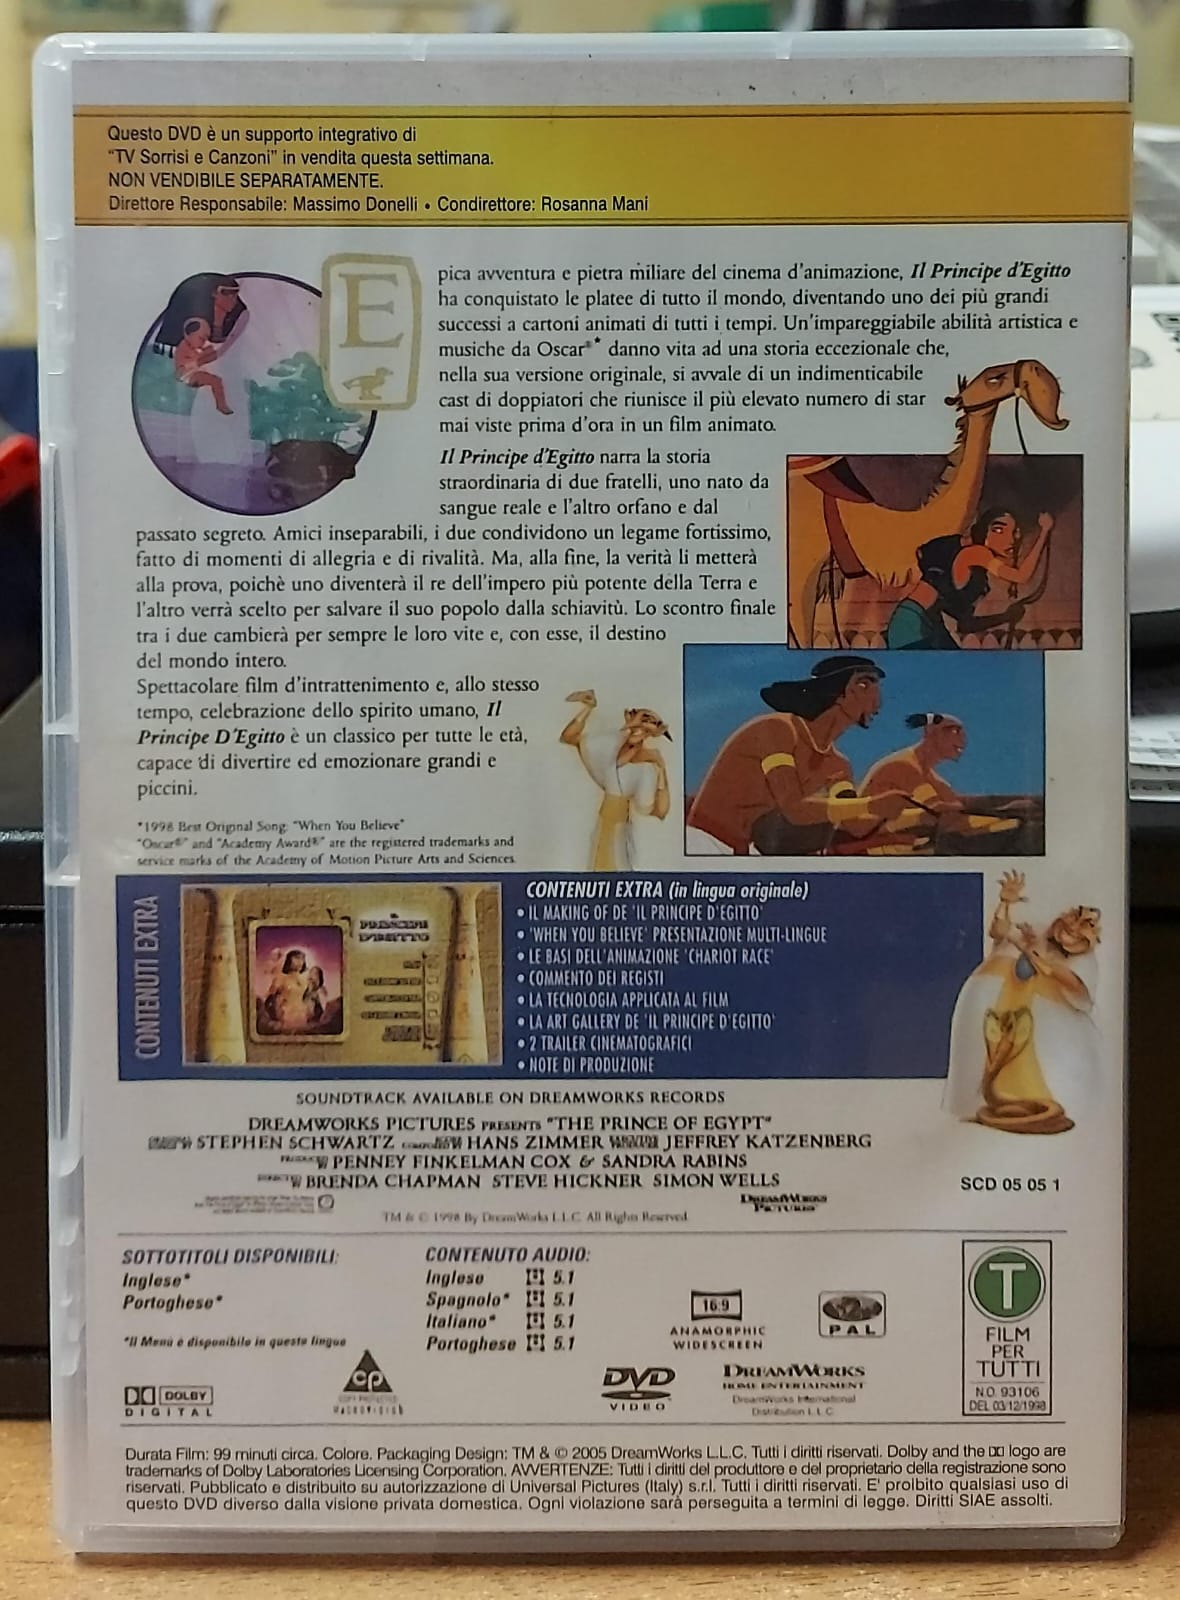 Questo DVD è un supporto integrativo di
"TV Sorrisi e Canzoni" in vendita questa settimana.
NON VENDIBILE SEPARATAMENTE.
Direttore Responsabile: Massimo Donelli • Condirettore: Rosanna Mani
E
pica avventura e pietra miliare del cinema d'animazione, Il Principe d'Egitto
ha conquistato le platee di tutto il mondo, diventando uno dei più grandi
successi a cartoni animati di tutti i tempi. Un'impareggiabile abilità artistica e
musiche da Oscar®* danno vita ad una storia eccezionale che,
nella sua versione originale, si avvale di un indimenticabile
cast di doppiatori che riunisce il più elevato numero di star
mai viste prima d'ora in un film animato.
Il Principe d'Egitto narra la storia
straordinaria di due fratelli, uno nato da
sangue reale e l'altro orfano e dal
passato segreto. Amici inseparabili, i due condividono un legame fortissimo,
fatto di momenti di allegria e di rivalità. Ma, alla fine, la verità li metterà
alla prova, poichè uno diventerà il re dell'impero più potente della Terra e
l'altro verrà scelto per salvare il suo popolo dalla schiavitù. Lo scontro finale
tra i due cambierà per sempre le loro vite e, con esse, il destino
del mondo intero.
Spettacolare film d'intrattenimento e, allo stesso
tempo, celebrazione dello spirito umano, Il
Principe D'Egitto è un classico per tutte le età,
capace di divertire ed emozionare grandi e
piccini.
*1998 Best Original Song: "When You Believe"
"Oscar®" and "Academy Award®" are the registered trademarks and
service marks of the Academy of Motion Picture Arts and Sciences.
CONTENUTI EXTRA
IL PRINCIPE
D'EGITTO
CONTENUTI EXTRA (in lingua originale)
• IL MAKING OF DE 'IL PRINCIPE D'EGITTO'
• 'WHEN YOU BELIEVE' PRESENTAZIONE MULTI-LINGUE
• LE BASI DELL'ANIMAZIONE 'CHARIOT RACE'
• COMMENTO DEI REGISTI
• LA TECNOLOGIA APPLICATA AL FILM
• LA ART GALLERY DE 'IL PRINCIPE D'EGITTO'
• 2 TRAILER CINEMATOGRAFICI
• NOTE DI PRODUZIONE
SOUNDTRACK AVAILABLE ON DREAMWORKS RECORDS
DREAMWORKS PICTURES PRESENTS "THE PRINCE OF EGYPT"
STEPHEN SCHWARTZ HANS ZIMMER JEFFREY KATZENBERG
PRODUCED BY PENNEY FINKELMAN COX & SANDRA RABINS
DIRECTED BY BRENDA CHAPMAN STEVE HICKNER SIMON WELLS
DREAMWORKS
PICTURES
SCD 05 05 1
TM & © 1998 By DreamWorks L.L.C. All Rights Reserved.
SOTTOTITOLI DISPONIBILI:
Inglese*
Portoghese*
*Il Menù è disponibile in queste lingue
CONTENUTO AUDIO:
Inglese 5.1
Spagnolo* 5.1
Italiano* 5.1
Portoghese 5.1
16:9
ANAMORPHIC
WIDESCREEN
PAL
T
FILM
PER
TUTTI
N.O. 93106
DEL 03/12/1998
DOLBY
DIGITAL
CP
COPY PROTECTED
MACROVISION
DVD
VIDEO
DREAMWORKS
HOME ENTERTAINMENT
DreamWorks International
Distribution L.L.C.
Durata Film: 99 minuti circa. Colore. Packaging Design: TM & © 2005 DreamWorks L.L.C. Tutti i diritti riservati. Dolby and the logo are
trademarks of Dolby Laboratories Licensing Corporation. AVVERTENZE: Tutti i diritti del produttore e del proprietario della registrazione sono
riservati. Pubblicato e distribuito su autorizzazione di Universal Pictures (Italy) s.r.l. Tutti i diritti riservati. E' proibito qualsiasi uso di
questo DVD diverso dalla visione privata domestica. Ogni violazione sarà perseguita a termini di legge. Diritti SIAE assolti.